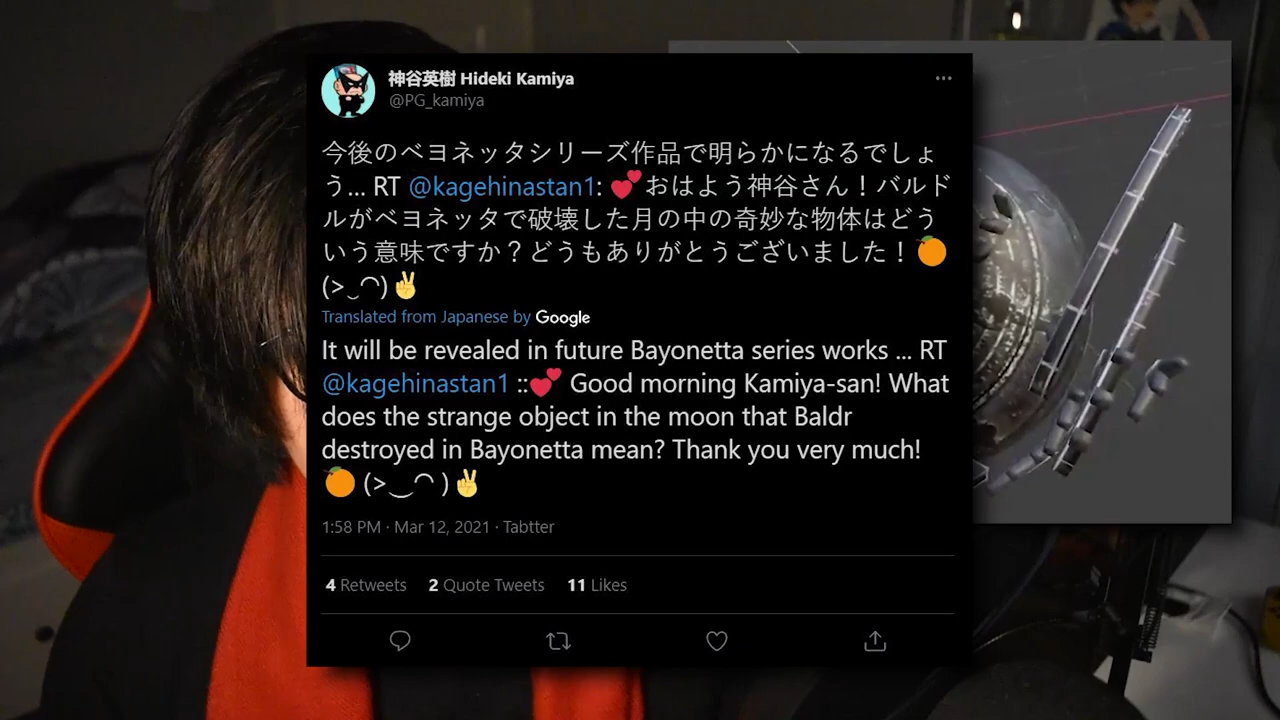 神谷英樹 Hideki Kamiya
@PG_kamiya
今後のベヨネッタシリーズ作品で明らかになるでしょ
う... RT @kagehinastan1: 💕おはよう神谷さん！バルド
ルがベヨネッタで破壊した月の中の奇妙な物体はどう
いう意味ですか？どうもありがとうございました！🍊
(>‿◠)✌
Translated from Japanese by Google
It will be revealed in future Bayonetta series works ... RT
@kagehinastan1 ::💕 Good morning Kamiya-san! What
does the strange object in the moon that Baldr
destroyed in Bayonetta mean? Thank you very much!
🍊 (>‿◠ )✌
1:58 PM · Mar 12, 2021 · Tabtter
4 Retweets 2 Quote Tweets 11 Likes